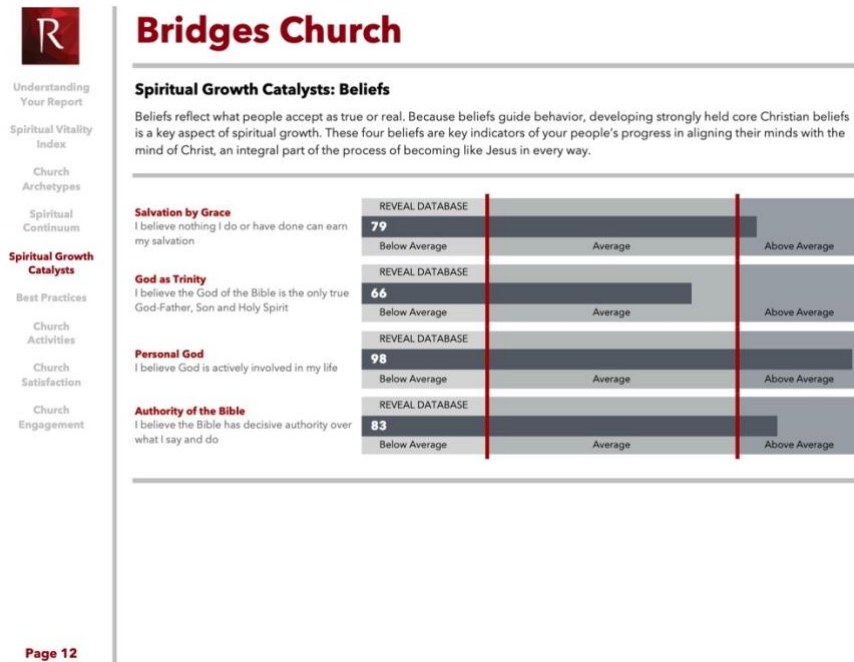 R
Bridges Church
Understanding
Your Report
Spiritual Vitality
Index
Church
Archetypes
Spiritual
Continuum
Spiritual Growth
Catalysts
Best Practices
Church
Activities
Church
Satisfaction
Church
Engagement
Page 12
Spiritual Growth Catalysts: Beliefs
Beliefs reflect what people accept as true or real. Because beliefs guide behavior, developing strongly held core Christian beliefs
is a key aspect of spiritual growth. These four beliefs are key indicators of your people's progress in aligning their minds with the
mind of Christ, an integral part of the process of becoming like Jesus in every way.
Salvation by Grace
I believe nothing I do or have done can earn
my salvation
REVEAL DATABASE
79
Below Average Average Above Average
God as Trinity
I believe the God of the Bible is the only true
God-Father, Son and Holy Spirit
REVEAL DATABASE
66
Below Average Average Above Average
Personal God
I believe God is actively involved in my life
REVEAL DATABASE
98
Below Average Average Above Average
Authority of the Bible
I believe the Bible has decisive authority over
what I say and do
REVEAL DATABASE
83
Below Average Average Above Average